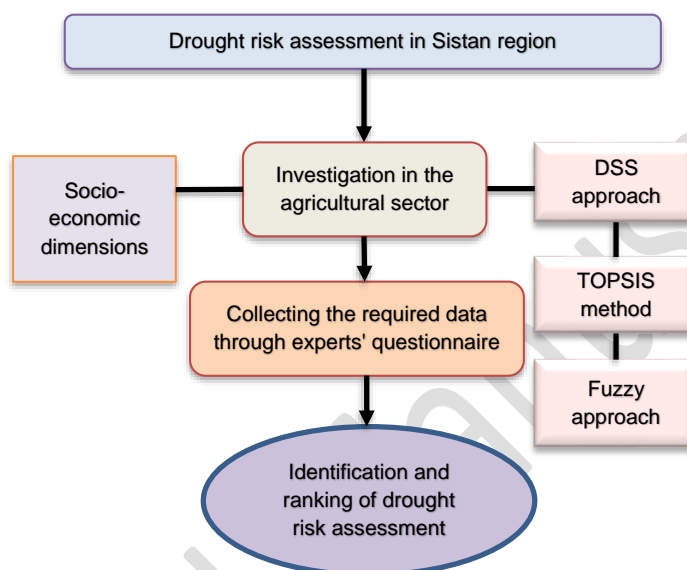 Drought risk assessment in Sistan region
Socio-
economic
dimensions
Investigation in the
agricultural sector
DSS
approach
TOPSIS
method
Fuzzy
approach
Collecting the required data
through experts' questionnaire
Identification and
ranking of drought
risk assessment